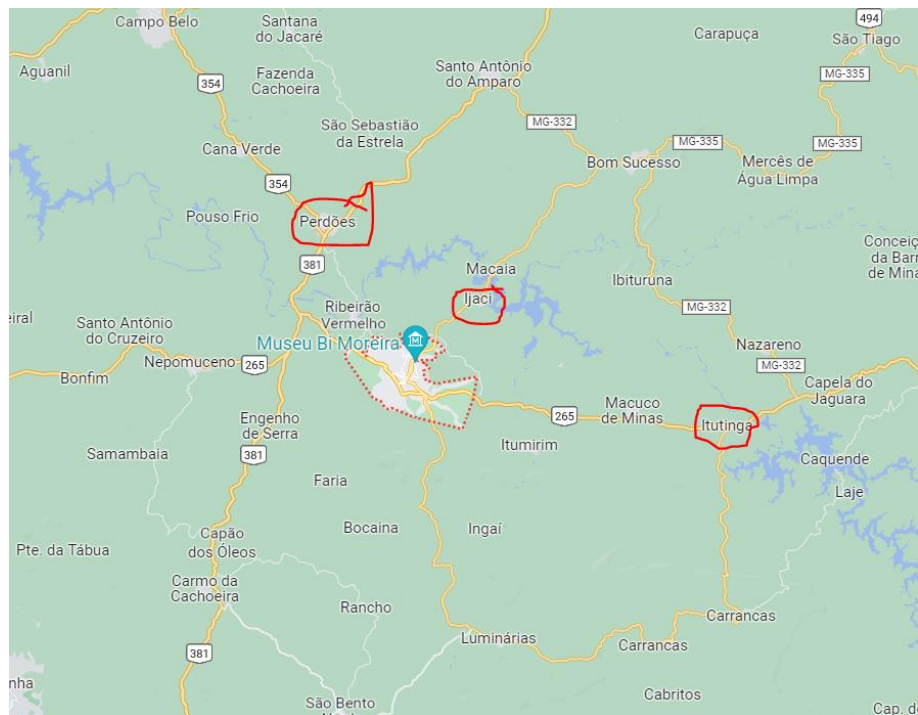 Campo Belo
Santana
do Jacaré
Carapuça
494
São Tiago
Aguanil
354
Fazenda
Cachoeira
Santo Antônio
do Amparo
MG-335
São Sebastião
da Estrela
MG-332
Cana Verde
Bom Sucesso
MG-335
MG-335
Mercês de
Água Limpa
354
Pouso Frio
Perdões
381
Macaia
Ijaci
Ibituruna
MG-332
Conceiç
da Barr
de Mina
eiral
Santo Antônio
do Cruzeiro
Ribeirão
Vermelho
Museu Bi Moreira
M
Nazareno
Nepomuceno
265
MG-332
Bonfim
Capela do
Jaguara
Macuco
de Minas
265
Itutinga
Engenho
de Serra
381
Itumirim
Samambaia
Caquende
Faria
Laje
Bocaina
Ingaí
Pte. da Tábua
Capão
dos Óleos
Carmo da
Cachoeira
Rancho
Carrancas
Luminárias
Carrancas
381
nha
São Bento
Cabritos
Cap. d